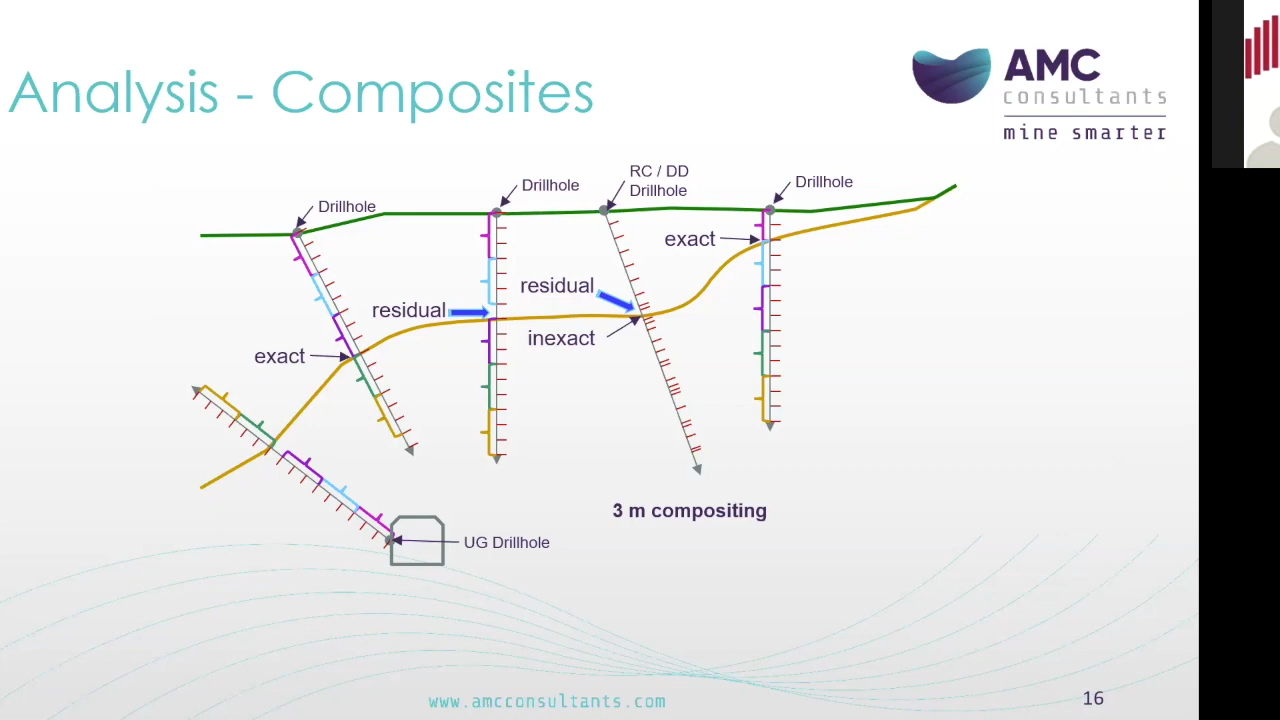 Analysis - Composites
AMC
consultants
mine smarter
Drillhole
Drillhole
RC / DD
Drillhole
Drillhole
exact
residual
residual
inexact
exact
3 m compositing
UG Drillhole
www.amcconsultants.com
16